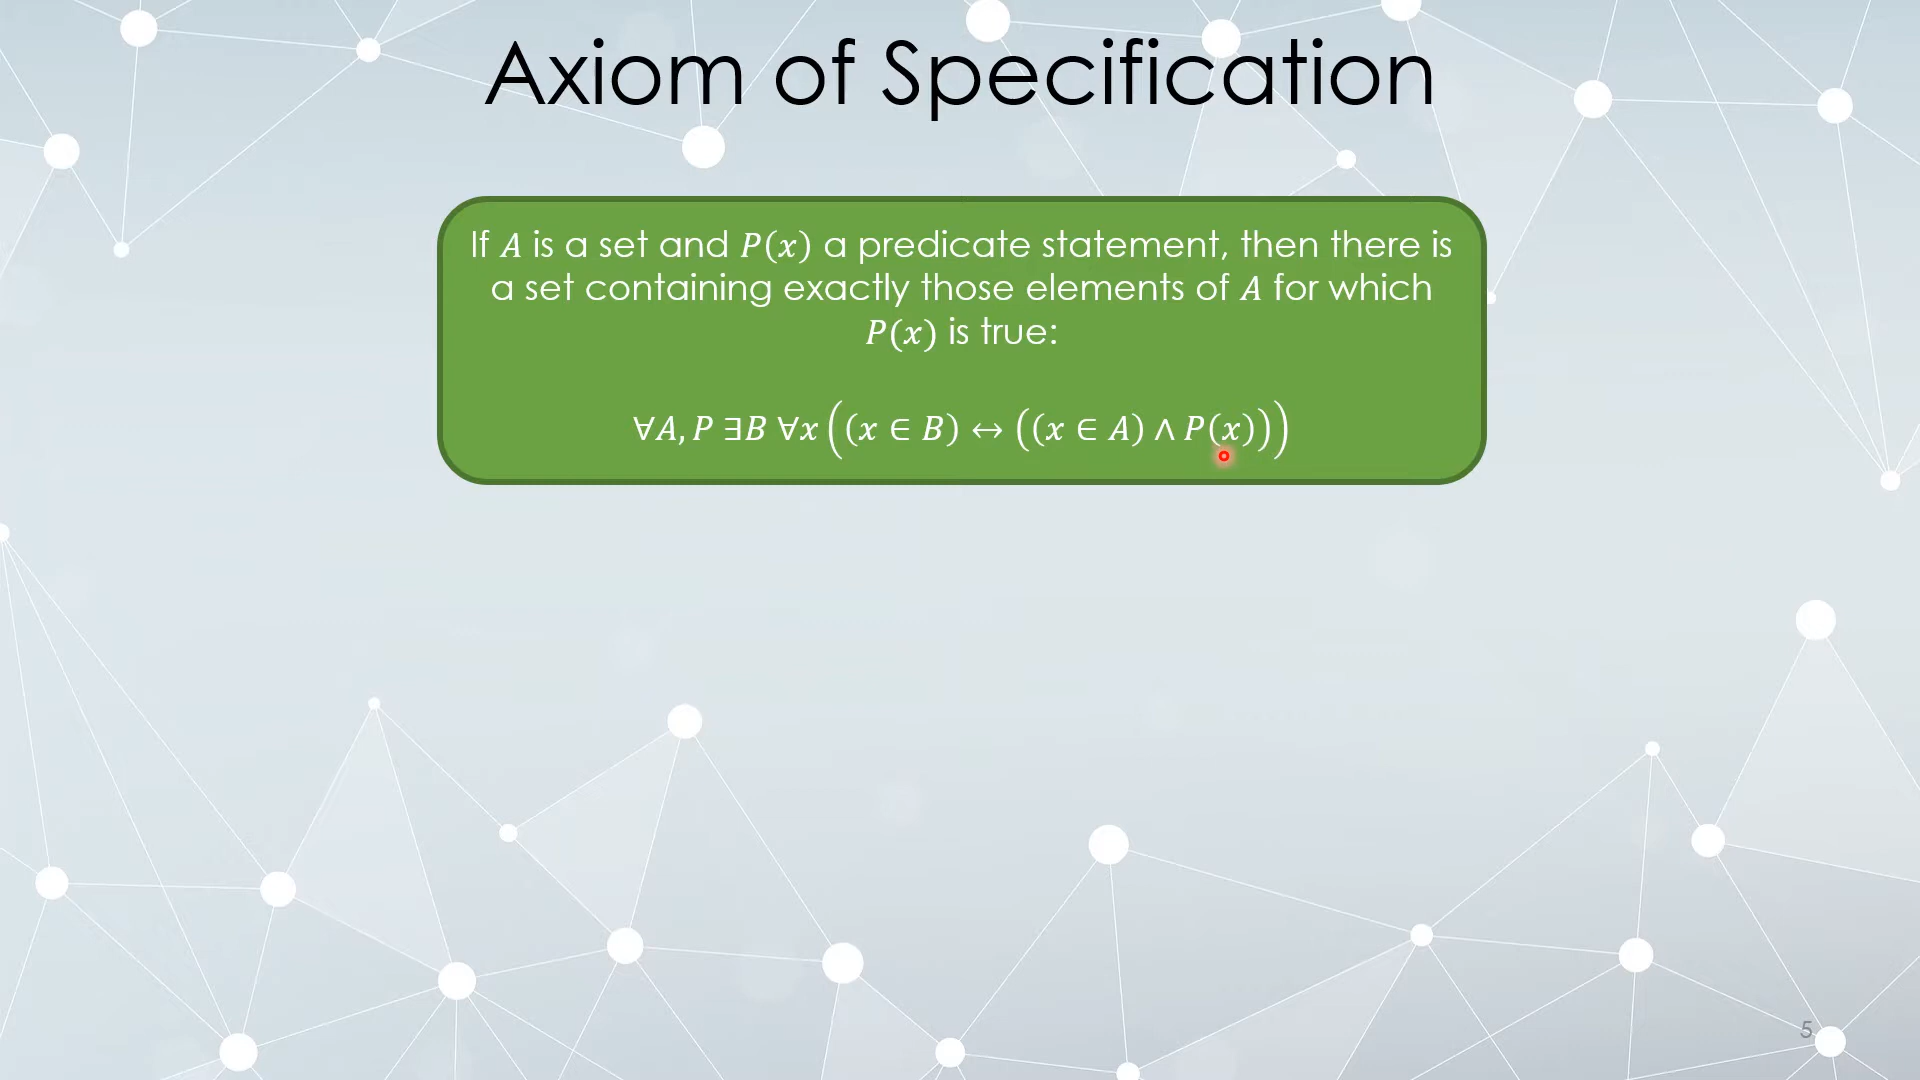 Axiom of Specification
If A is a set and P(x) a predicate statement, then there is
a set containing exactly those elements of A for which
P(x) is true:
∀A, P ∃B ∀x((x ∈ B) ↔ ((x ∈ A) ∧ P(x)))
5